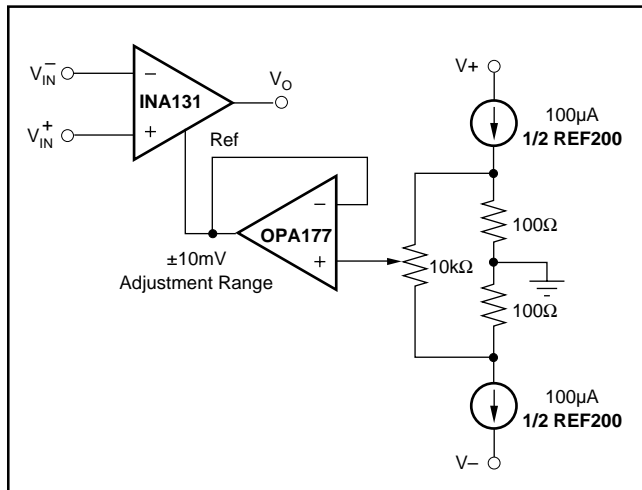 V−IN
−
INA131
VO
V+IN
+
Ref
−
OPA177
+
±10mV
Adjustment Range
V+
100µA
1/2 REF200
100Ω
10kΩ
100Ω
100µA
1/2 REF200
V–